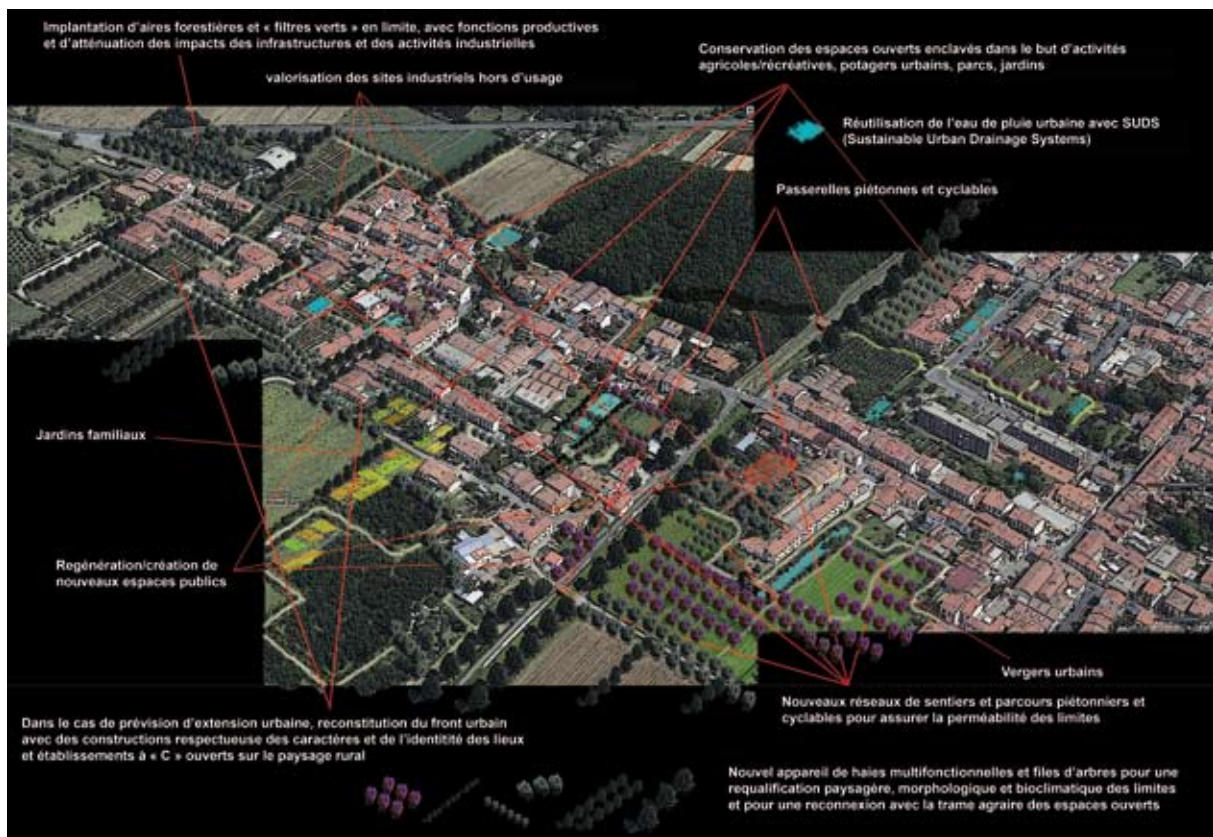 Implantation d'aires forestières et « filtres verts » en limite, avec fonctions productives
et d'atténuation des impacts des infrastructures et des activités industrielles
valorisation des sites industriels hors d'usage
Conservation des espaces ouverts enclavés dans le but d'activités
agricoles/récréatives, potagers urbains, parcs, jardins
Réutilisation de l'eau de pluie urbaine avec SUDS
(Sustainable Urban Drainage Systems)
Passerelles piétonnes et cyclables
Jardins familiaux
Regénération/création de
nouveaux espaces publics
Vergers urbains
Nouveaux réseaux de sentiers et parcours piétonniers et
cyclables pour assurer la perméabilité des limites
Dans le cas de prévision d'extension urbaine, reconstitution du front urbain
avec des constructions respectueuse des caractères et de l'identitité des lieux
et établissements à « C » ouverts sur le paysage rural
Nouvel appareil de haies multifonctionnelles et files d'arbres pour une
requalification paysagère, morphologique et bioclimatique des limites
et pour une reconnexion avec la trame agraire des espaces ouverts